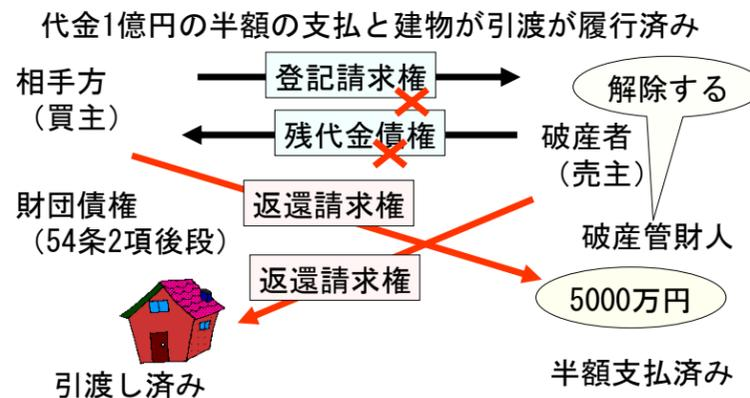 代金1億円の半額の支払と建物が引渡が履行済み
相手方
（買主）
登記請求権
解除する
残代金債権
破産者
（売主）
財団債権
（54条2項後段）
返還請求権
破産管財人
返還請求権
5000万円
引渡し済み
半額支払済み